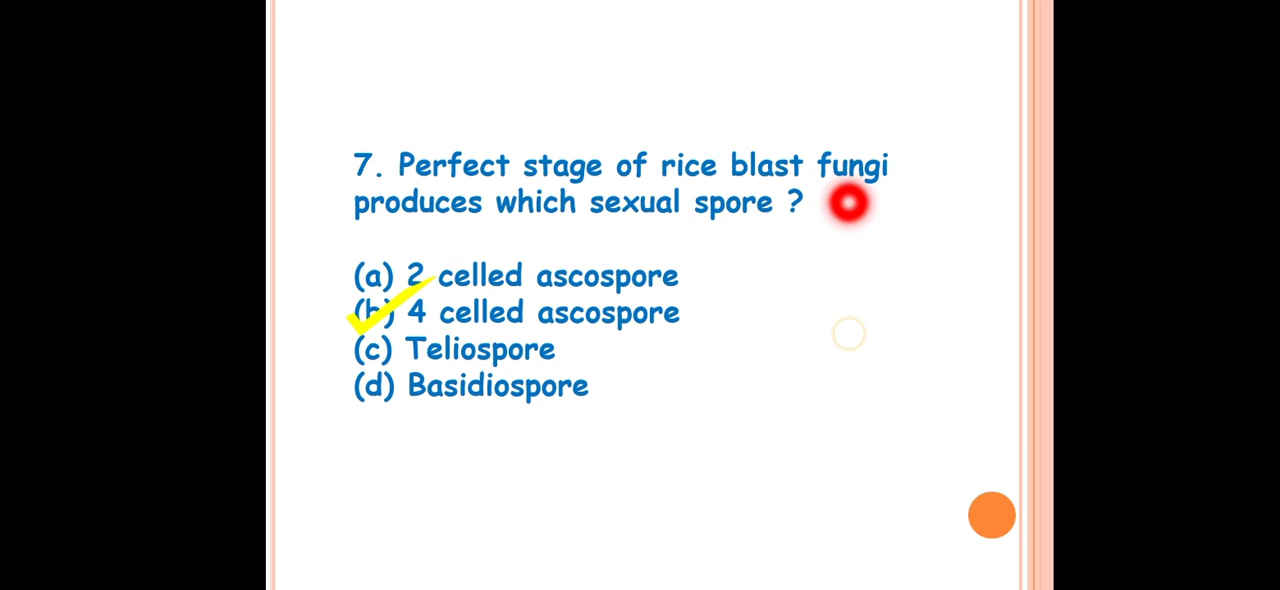 7. Perfect stage of rice blast fungi
produces which sexual spore ?
(a) 2 celled ascospore
(b) 4 celled ascospore
(c) Teliospore
(d) Basidiospore